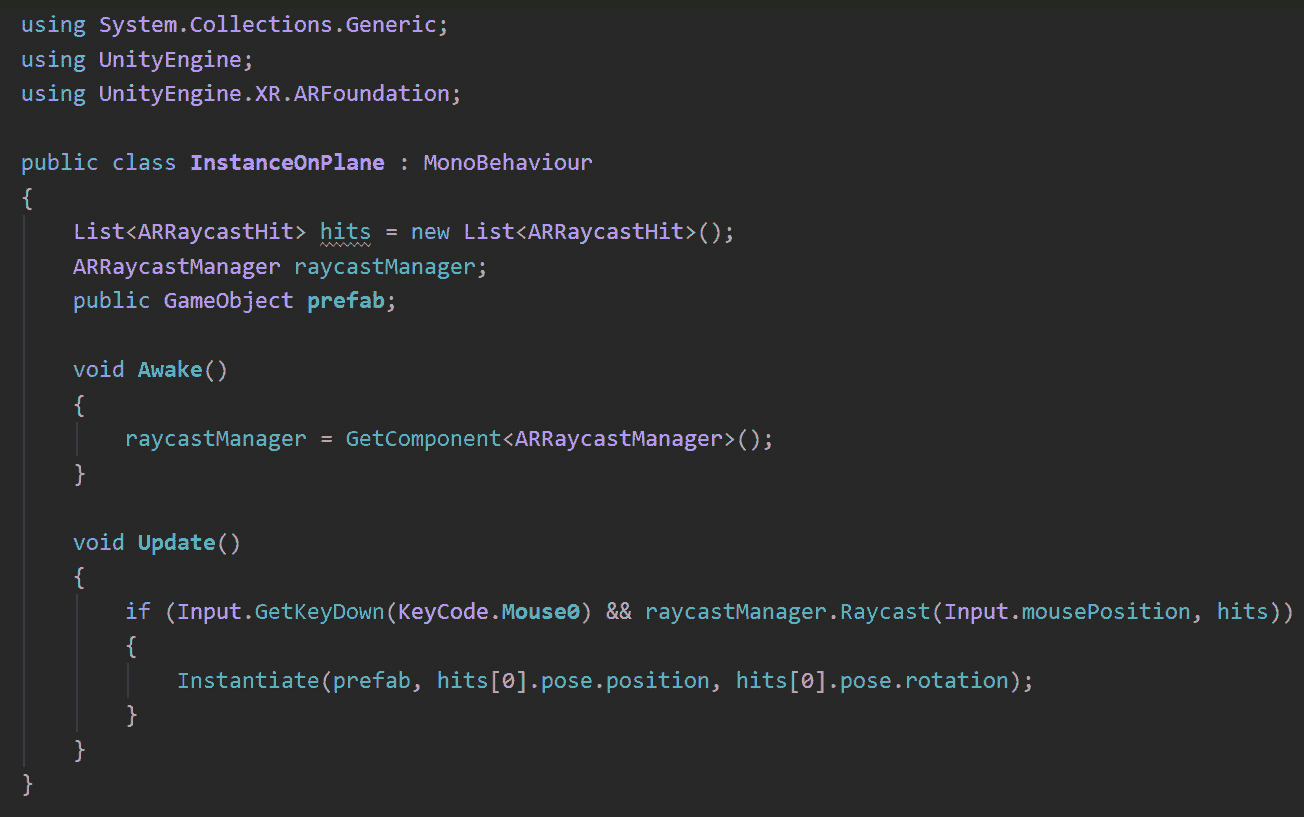 using System.Collections.Generic;
using UnityEngine;
using UnityEngine.XR.ARFoundation;

public class InstanceOnPlane : MonoBehaviour
{
    List<ARRaycastHit> hits = new List<ARRaycastHit>();
    ARRaycastManager raycastManager;
    public GameObject prefab;

    void Awake()
    {
        raycastManager = GetComponent<ARRaycastManager>();
    }

    void Update()
    {
        if (Input.GetKeyDown(KeyCode.Mouse0) && raycastManager.Raycast(Input.mousePosition, hits))
        {
            Instantiate(prefab, hits[0].pose.position, hits[0].pose.rotation);
        }
    }
}